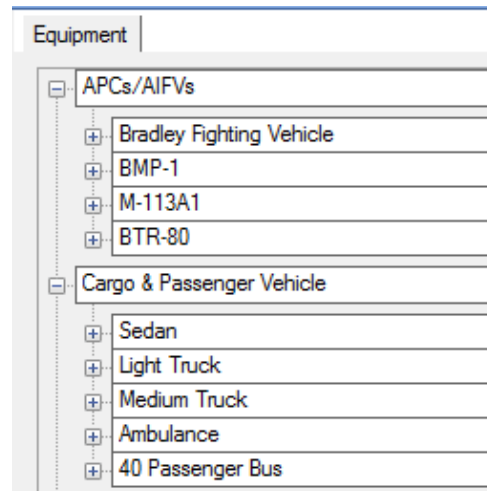 Equipment
APCs/AIFVs
Bradley Fighting Vehicle
BMP-1
M-113A1
BTR-80
Cargo & Passenger Vehicle
Sedan
Light Truck
Medium Truck
Ambulance
40 Passenger Bus